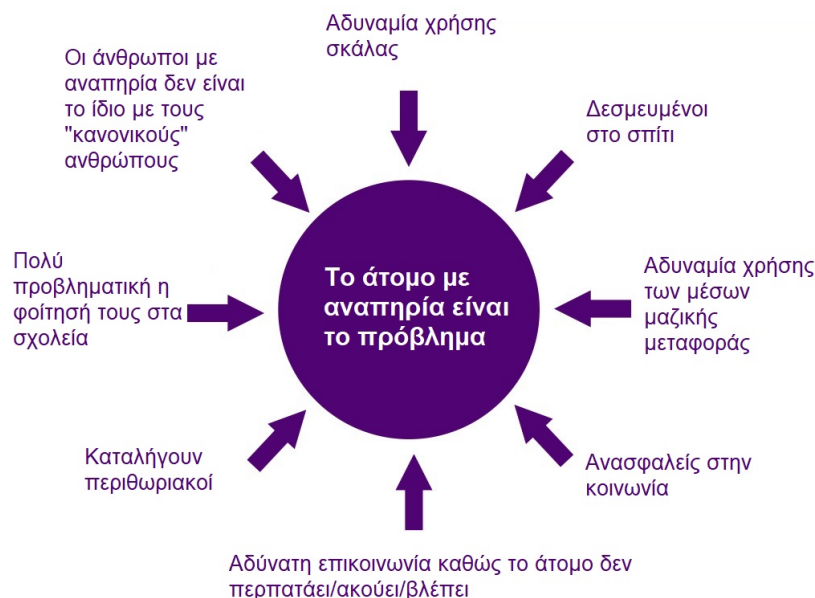 Αδυναμία χρήσης
σκάλας
Οι άνθρωποι με
αναπηρία δεν είναι
το ίδιο με τους
"κανονικούς"
ανθρώπους
Δεσμευμένοι
στο σπίτι
Πολύ
προβληματική η
φοίτησή τους στα
σχολεία
Το άτομο με
αναπηρία είναι
το πρόβλημα
Αδυναμία χρήσης
των μέσων
μαζικής
μεταφοράς
Καταλήγουν
περιθωριακοί
Ανασφαλείς στην
κοινωνία
Αδύνατη επικοινωνία καθώς το άτομο δεν
περπατάει/ακούει/βλέπει